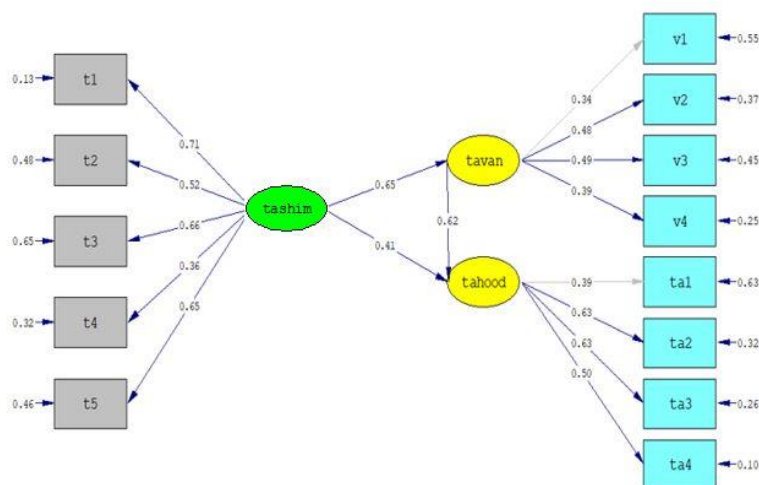 0.13 t1
0.48 t2
0.65 t3
0.32 t4
0.46 t5
0.71
0.52
0.66
0.36
0.65
tashim
0.65
0.41
tavan
0.62
tahood
0.34
0.48
0.49
0.39
0.39
0.63
0.63
0.50
v1 0.55
v2 0.37
v3 0.45
v4 0.25
ta1 0.63
ta2 0.32
ta3 0.26
ta4 0.10